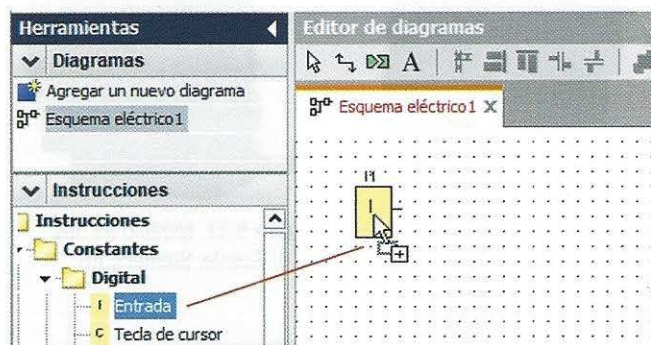 Herramientas
Diagramas
Agregar un nuevo diagrama
Esquema eléctrico1
Instrucciones
Instrucciones
Constantes
Digital
I Entrada
C Tecla de cursor
Editor de diagramas
A
Esquema eléctrico1 X
I1
I